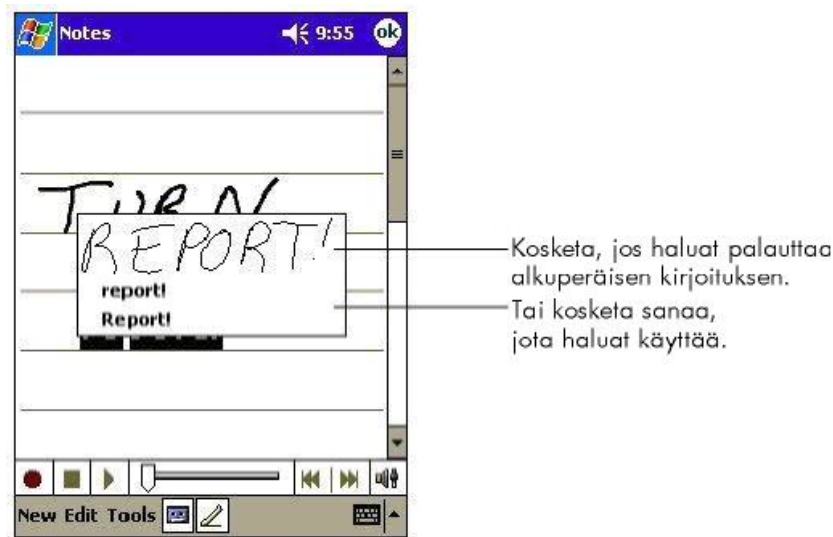 Notes 9:55 ok
TURN
REPORT!
report!
Report!
New Edit Tools
Kosketa, jos haluat palauttaa
alkuperäisen kirjoituksen.
Tai kosketa sanaa,
jota haluat käyttää.